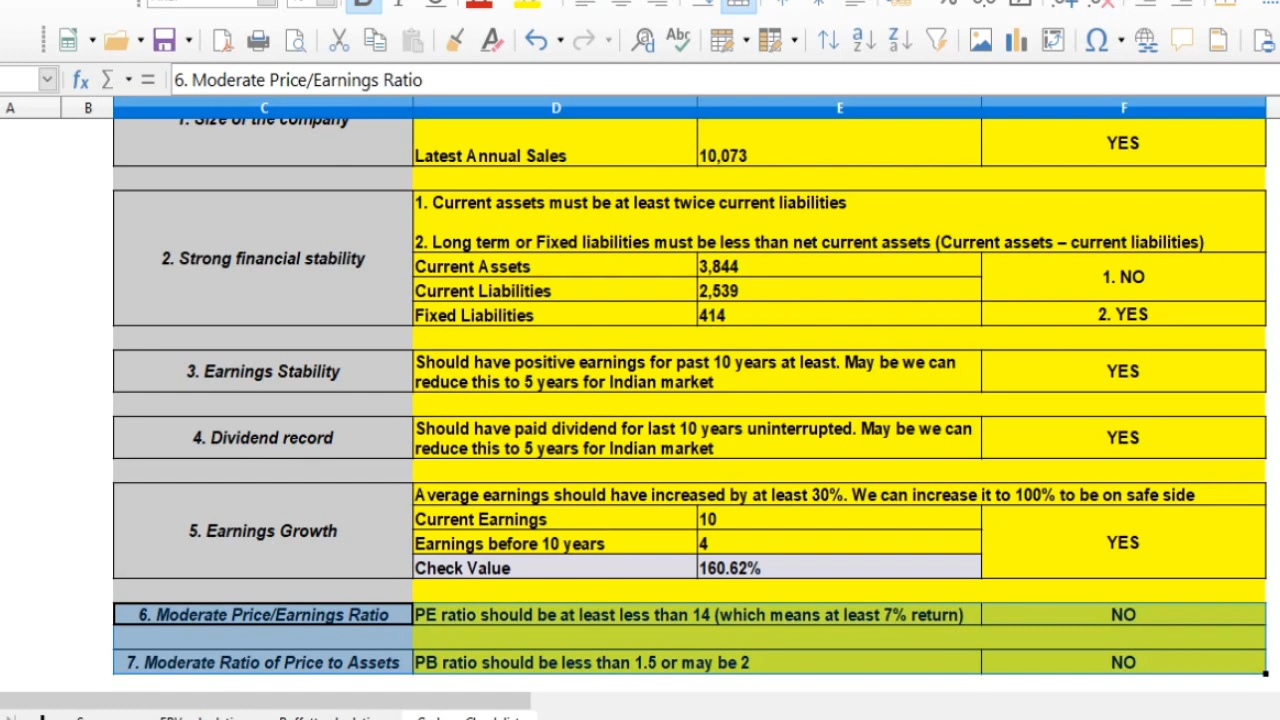 6. Moderate Price/Earnings Ratio
A B C D E F
1. Size of the company
Latest Annual Sales 10,073 YES
2. Strong financial stability
1. Current assets must be at least twice current liabilities
2. Long term or Fixed liabilities must be less than net current assets (Current assets – current liabilities)
Current Assets 3,844
Current Liabilities 2,539
1. NO
Fixed Liabilities 414 2. YES
3. Earnings Stability
Should have positive earnings for past 10 years at least. May be we can
reduce this to 5 years for Indian market
YES
4. Dividend record
Should have paid dividend for last 10 years uninterrupted. May be we can
reduce this to 5 years for Indian market
YES
5. Earnings Growth
Average earnings should have increased by at least 30%. We can increase it to 100% to be on safe side
Current Earnings 10
Earnings before 10 years 4
YES
Check Value 160.62%
6. Moderate Price/Earnings Ratio PE ratio should be at least less than 14 (which means at least 7% return) NO
7. Moderate Ratio of Price to Assets PB ratio should be less than 1.5 or may be 2 NO